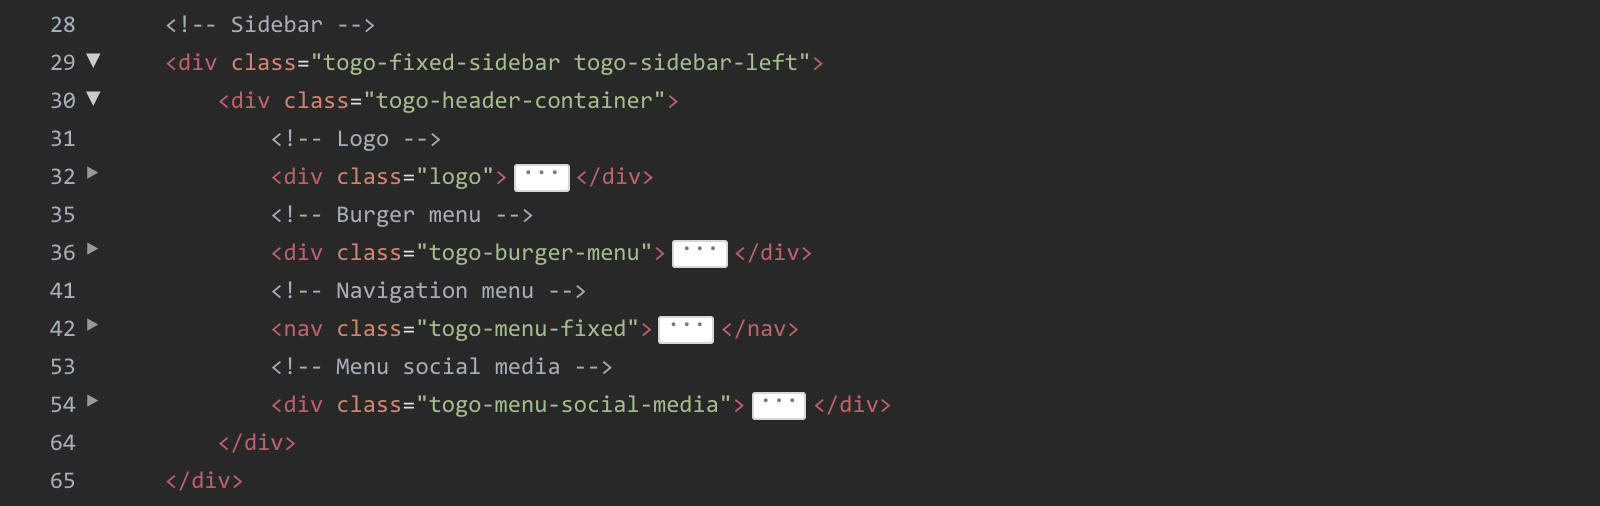 28 <!-- Sidebar -->
29 ▼ <div class="togo-fixed-sidebar togo-sidebar-left">
30 ▼ <div class="togo-header-container">
31 <!-- Logo -->
32 ▶ <div class="logo">···</div>
35 <!-- Burger menu -->
36 ▶ <div class="togo-burger-menu">···</div>
41 <!-- Navigation menu -->
42 ▶ <nav class="togo-menu-fixed">···</nav>
53 <!-- Menu social media -->
54 ▶ <div class="togo-menu-social-media">···</div>
64 </div>
65 </div>